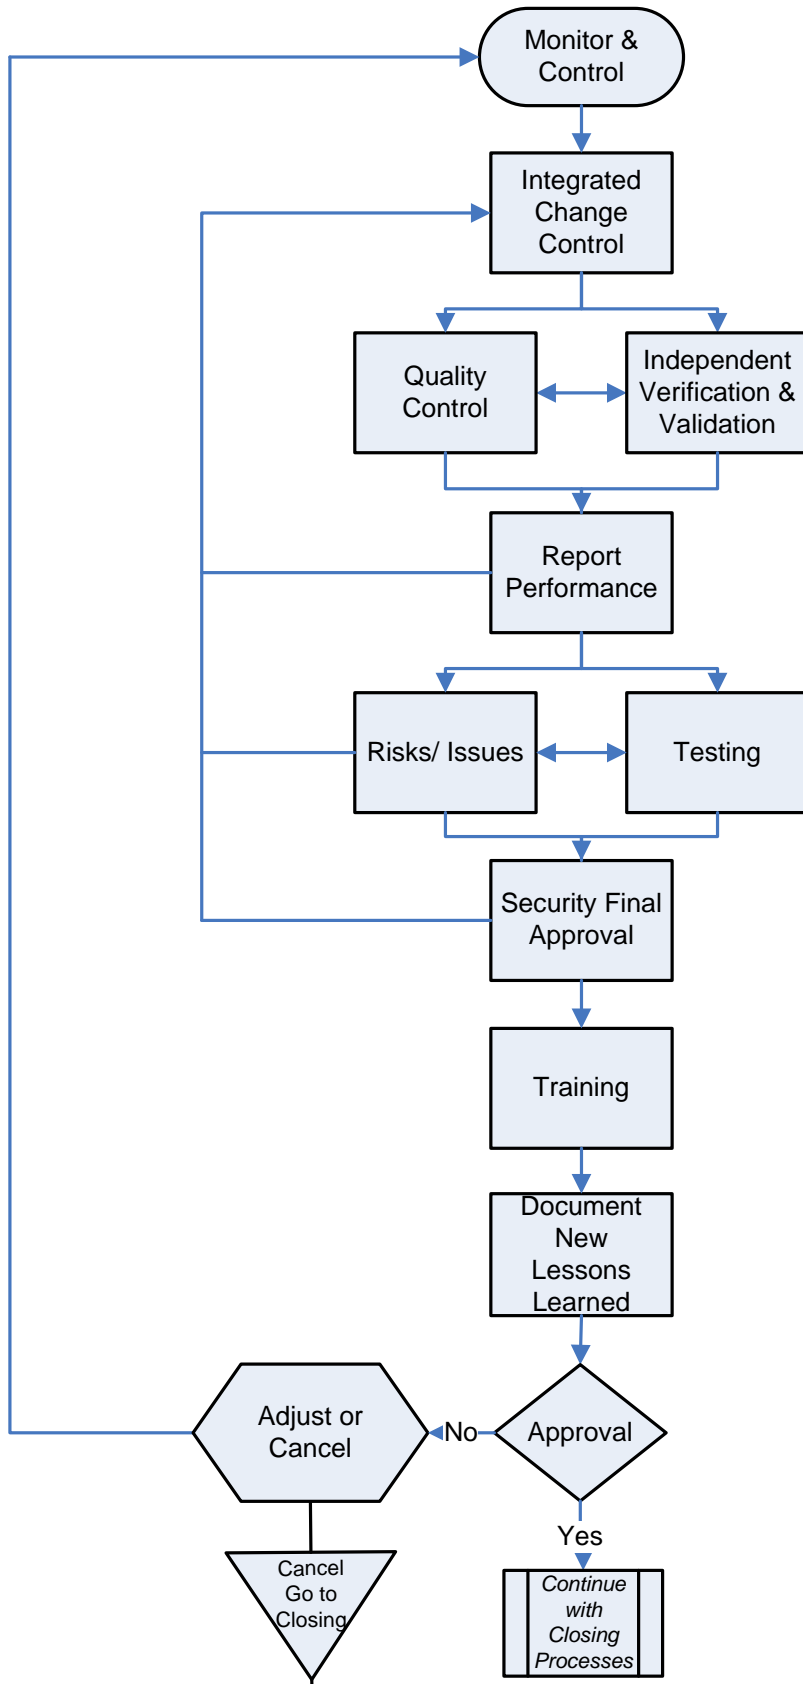 Monitor &
Control
Integrated
Change
Control
Quality
Control
Independent
Verification &
Validation
Report
Performance
Risks/ Issues
Testing
Security Final
Approval
Training
Document
New
Lessons
Learned
Adjust or
Cancel
No
Approval
Yes
Cancel
Go to
Closing
Continue
with
Closing
Processes